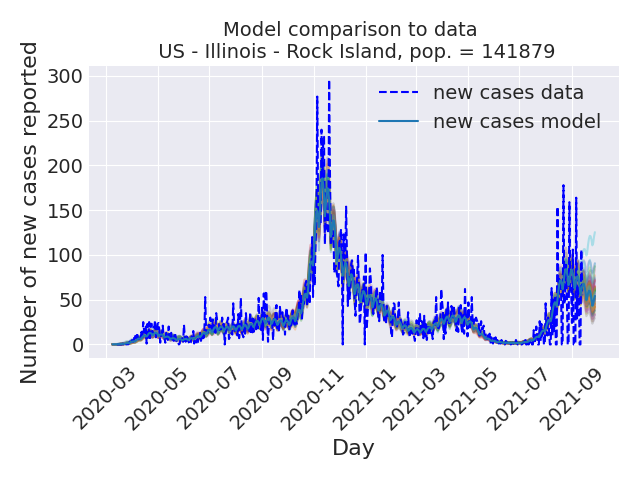 Model comparison to data
US - Illinois - Rock Island, pop. = 141879
Number of new cases reported
300
250
200
150
100
50
0
new cases data
new cases model
2020-03
2020-05
2020-07
2020-09
2020-11
2021-01
2021-03
2021-05
2021-07
2021-09
Day